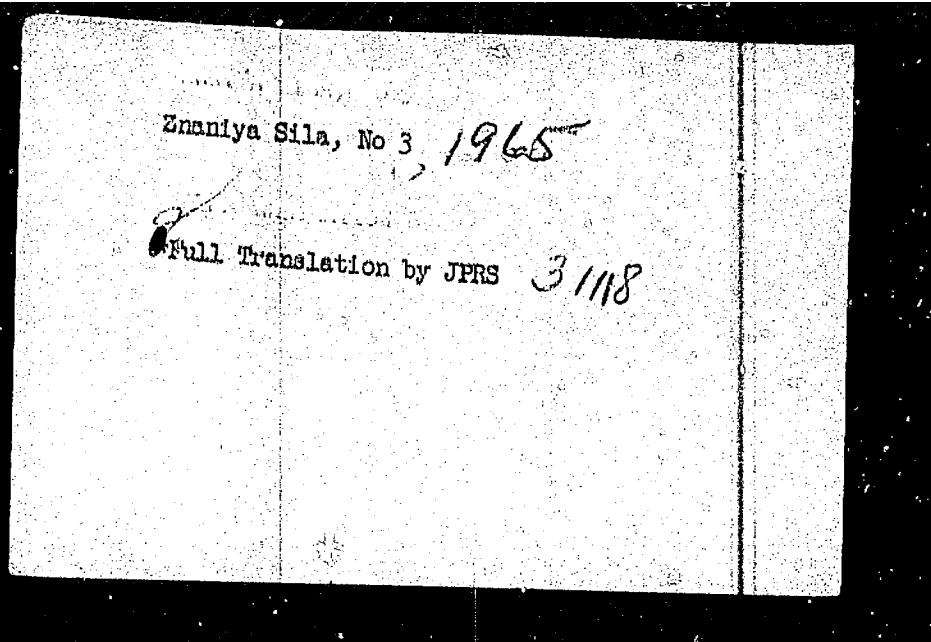 Znaniya Sila, No 3, 1965
Full Translation by JPRS 31118